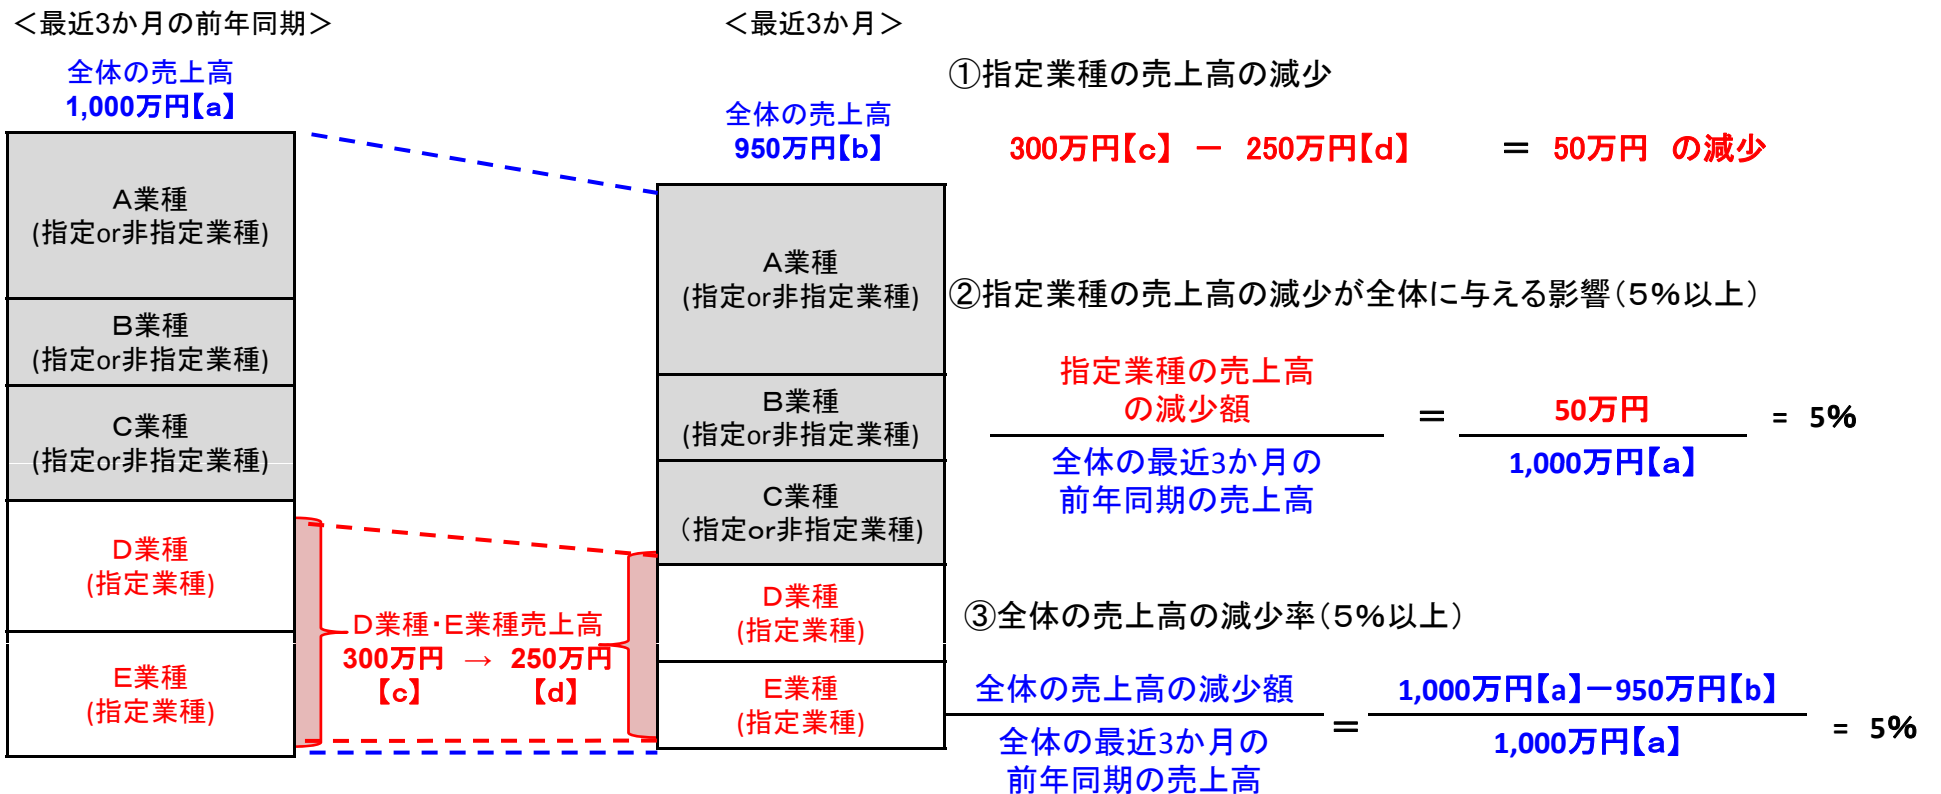 ＜最近3か月の前年同期＞
全体の売上高
1,000万円【a】
A業種
(指定or非指定業種)
B業種
(指定or非指定業種)
C業種
(指定or非指定業種)
D業種
(指定業種)
E業種
(指定業種)
D業種・E業種売上高
300万円 → 250万円
【c】 【d】
＜最近3か月＞
全体の売上高
950万円【b】
A業種
(指定or非指定業種)
B業種
(指定or非指定業種)
C業種
（指定or非指定業種)
D業種
(指定業種)
E業種
(指定業種)
①指定業種の売上高の減少
300万円【c】 － 250万円【d】 ＝ 50万円 の減少
②指定業種の売上高の減少が全体に与える影響（5％以上）
指定業種の売上高
の減少額
全体の最近3か月の
前年同期の売上高
＝
50万円
1,000万円【a】
= 5%
③全体の売上高の減少率（5％以上）
全体の売上高の減少額
全体の最近3か月の
前年同期の売上高
＝
1,000万円【a】－950万円【b】
1,000万円【a】
= 5%